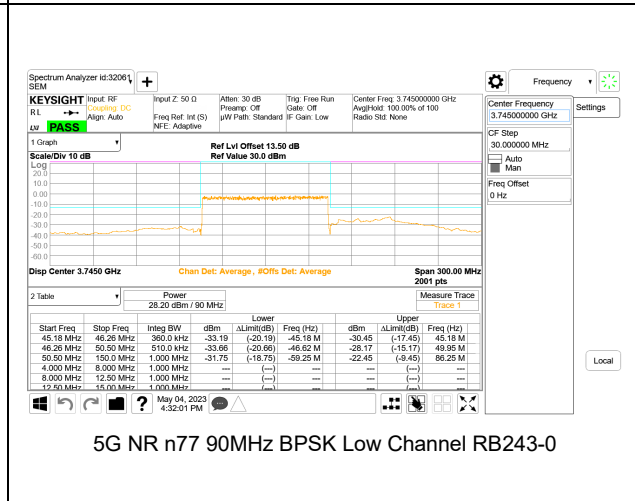 Spectrum Analyzer id:32061
SEM
+
Frequency
KEYSIGHT
R L
PASS
Input: RF
Coupling: DC
Align: Auto
Input Z: 50 Ω
Freq Ref: Int (S)
NFE: Adaptive
Atten: 30 dB
Preamp: Off
µW Path: Standard
Trig: Free Run
Gate: Off
IF Gain: Low
Center Freq: 3.745000000 GHz
Avg|Hold: 100.00% of 100
Radio Std: None
Center Frequency
3.745000000 GHz
Settings
CF Step
30.000000 MHz
Auto
Man
Freq Offset
0 Hz
Local
1 Graph
Scale/Div 10 dB
Ref Lvl Offset 13.50 dB
Ref Value 30.0 dBm
Log
20.0
10.0
0.00
-10.0
-20.0
-30.0
-40.0
-50.0
-60.0
Disp Center 3.7450 GHz
Chan Det: Average, #Offs Det: Average
Span 300.00 MHz
2001 pts
2 Table
Power
28.20 dBm / 90 MHz
Measure Trace
Trace 1
Lower Upper
Start Freq Stop Freq Integ BW dBm ΔLimit(dB) Freq (Hz) dBm ΔLimit(dB) Freq (Hz)
45.18 MHz 46.26 MHz 360.0 kHz -33.19 (-20.19) -45.18 M -30.45 (-17.45) 45.18 M
46.26 MHz 50.50 MHz 510.0 kHz -33.66 (-20.66) -46.62 M -28.17 (-15.17) 49.95 M
50.50 MHz 150.0 MHz 1.000 MHz -31.75 (-18.75) -59.25 M -22.45 (-9.45) 86.25 M
4.000 MHz 8.000 MHz 1.000 MHz --- (---) --- --- (---) ---
8.000 MHz 12.50 MHz 1.000 MHz --- (---) --- --- (---) ---
12.50 MHz 15.00 MHz 1.000 MHz --- (---) --- --- (---) ---
?
May 04, 2023
4:32:01 PM
5G NR n77 90MHz BPSK Low Channel RB243-0